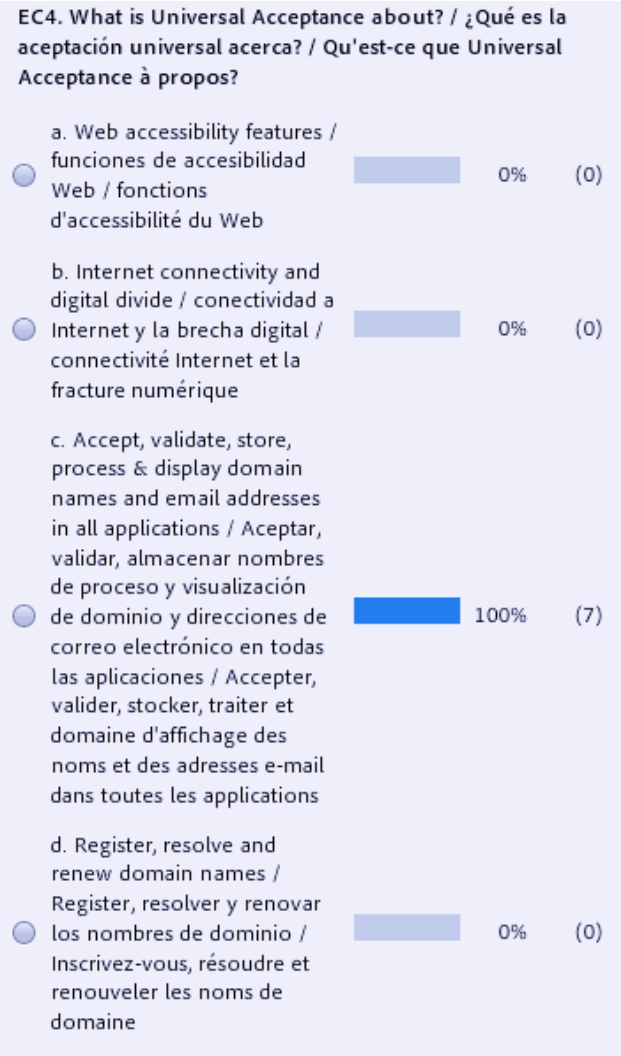 EC4. What is Universal Acceptance about? / ¿Qué es la
aceptación universal acerca? / Qu'est-ce que Universal
Acceptance à propos?
a. Web accessibility features /
funciones de accesibilidad
Web / fonctions
d'accessibilité du Web
0% (0)
b. Internet connectivity and
digital divide / conectividad a
Internet y la brecha digital /
connectivité Internet et la
fracture numérique
0% (0)
c. Accept, validate, store,
process & display domain
names and email addresses
in all applications / Aceptar,
validar, almacenar nombres
de proceso y visualización
de dominio y direcciones de
correo electrónico en todas
las aplicaciones / Accepter,
valider, stocker, traiter et
domaine d'affichage des
noms et des adresses e-mail
dans toutes les applications
100% (7)
d. Register, resolve and
renew domain names /
Register, resolver y renovar
los nombres de dominio /
Inscrivez-vous, résoudre et
renouveler les noms de
domaine
0% (0)